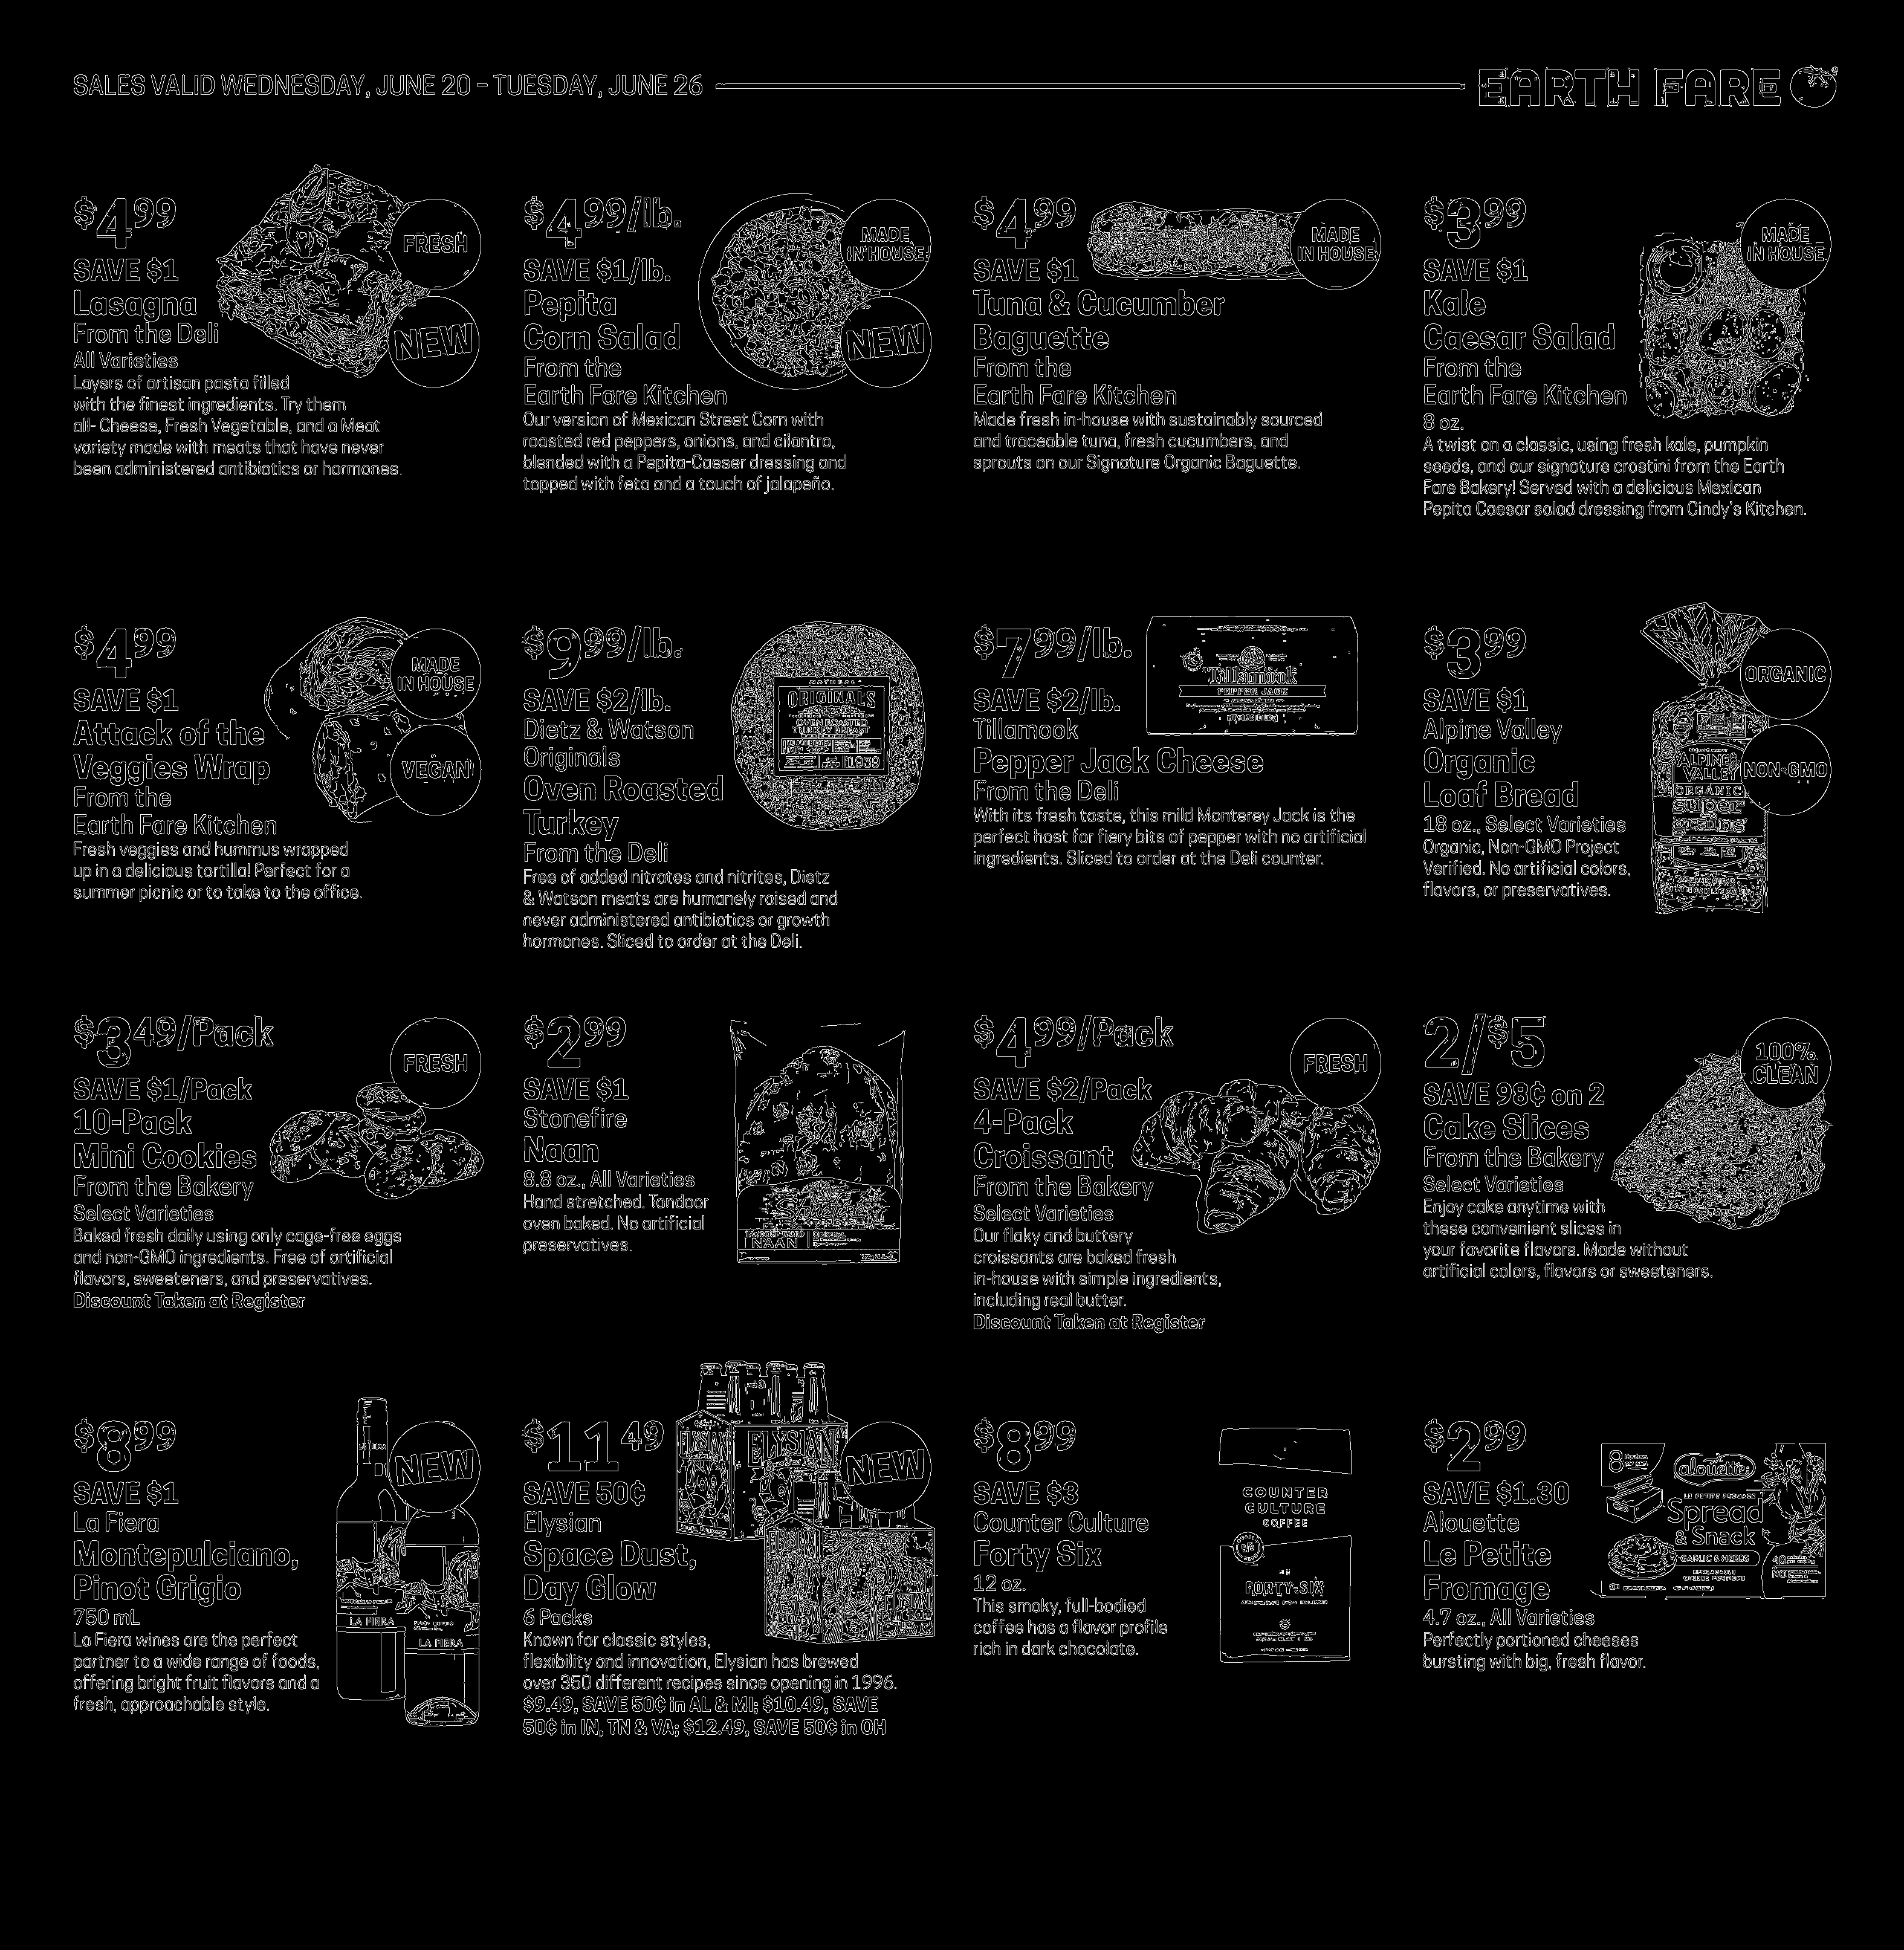 SALES VALID WEDNESDAY, JUNE 20 – TUESDAY, JUNE 26
EARTH FARE
$4.99
SAVE $1
Lasagna
From the Deli
All Varieties
Layers of artisan pasta filled
with the finest ingredients. Try them
all- Cheese, Fresh Vegetable, and a Meat
variety made with meats that have never
been administered antibiotics or hormones.
FRESH
NEW
$4.99/lb.
SAVE $1/lb.
Pepita
Corn Salad
From the
Earth Fare Kitchen
Our version of Mexican Street Corn with
roasted red peppers, onions, and cilantro,
blended with a Pepita-Caeser dressing and
topped with feta and a touch of jalapeño.
MADE
IN HOUSE
NEW
$4.99
SAVE $1
Tuna & Cucumber
Baguette
From the
Earth Fare Kitchen
Made fresh in-house with sustainably sourced
and traceable tuna, fresh cucumbers, and
sprouts on our Signature Organic Baguette.
MADE
IN HOUSE
$3.99
SAVE $1
Kale
Caesar Salad
From the
Earth Fare Kitchen
8 oz.
A twist on a classic, using fresh kale, pumpkin
seeds, and our signature crostini from the Earth
Fare Bakery! Served with a delicious Mexican
Pepita Caesar salad dressing from Cindy's Kitchen.
MADE
IN HOUSE
$4.99
SAVE $1
Attack of the
Veggies Wrap
From the
Earth Fare Kitchen
Fresh veggies and hummus wrapped
up in a delicious tortilla! Perfect for a
summer picnic or to take to the office.
MADE
IN HOUSE
VEGAN
$9.99/lb.
SAVE $2/lb.
Dietz & Watson
Originals
Oven Roasted
Turkey
From the Deli
Free of added nitrates and nitrites, Dietz
& Watson meats are humanely raised and
never administered antibiotics or growth
hormones. Sliced to order at the Deli.
NATURAL
ORIGINALS
OVEN ROASTED
TURKEY BREAST
1939
$7.99/lb.
SAVE $2/lb.
Tillamook
Pepper Jack Cheese
From the Deli
With its fresh taste, this mild Monterey Jack is the
perfect host for fiery bits of pepper with no artificial
ingredients. Sliced to order at the Deli counter.
Tillamook
PEPPER JACK
$3.99
SAVE $1
Alpine Valley
Organic
Loaf Bread
18 oz., Select Varieties
Organic, Non-GMO Project
Verified. No artificial colors,
flavors, or preservatives.
ORGANIC
NON-GMO
ALPINE
VALLEY
ORGANIC
super
grains
$3.49/Pack
SAVE $1/Pack
10-Pack
Mini Cookies
From the Bakery
Select Varieties
Baked fresh daily using only cage-free eggs
and non-GMO ingredients. Free of artificial
flavors, sweeteners, and preservatives.
Discount Taken at Register
FRESH
$2.99
SAVE $1
Stonefire
Naan
8.8 oz., All Varieties
Hand stretched. Tandoor
oven baked. No artificial
preservatives.
NAAN
$4.99/Pack
SAVE $2/Pack
4-Pack
Croissant
From the Bakery
Select Varieties
Our flaky and buttery
croissants are baked fresh
in-house with simple ingredients,
including real butter.
Discount Taken at Register
FRESH
2/$5
SAVE 98¢ on 2
Cake Slices
From the Bakery
Select Varieties
Enjoy cake anytime with
these convenient slices in
your favorite flavors. Made without
artificial colors, flavors or sweeteners.
100%
CLEAN
$8.99
SAVE $1
La Fiera
Montepulciano,
Pinot Grigio
750 mL
La Fiera wines are the perfect
partner to a wide range of foods,
offering bright fruit flavors and a
fresh, approachable style.
NEW
LA FIERA
LA FIERA
$11.49
SAVE 50¢
Elysian
Space Dust,
Day Glow
6 Packs
Known for classic styles,
flexibility and innovation, Elysian has brewed
over 350 different recipes since opening in 1996.
$9.49, SAVE 50¢ in AL & MI; $10.49, SAVE
50¢ in IN, TN & VA; $12.49, SAVE 50¢ in OH
ELYSIAN
ELYSIAN
NEW
$8.99
SAVE $3
Counter Culture
Forty Six
12 oz.
This smoky, full-bodied
coffee has a flavor profile
rich in dark chocolate.
COUNTER
CULTURE
COFFEE
FORTY-SIX
$2.99
SAVE $1.30
Alouette
Le Petite
Fromage
4.7 oz., All Varieties
Perfectly portioned cheeses
bursting with big, fresh flavor.
8
alouette
LE PETITE FROMAGE
Spread
& Snack
GARLIC & HERBS